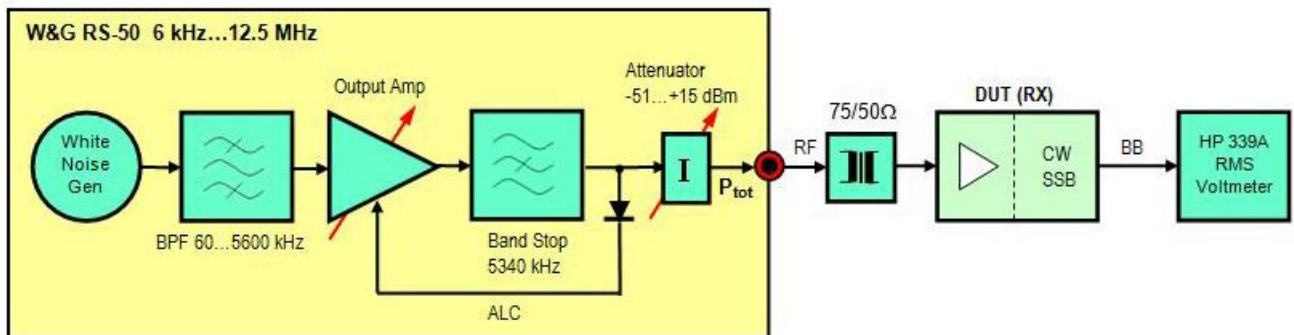 W&G RS-50 6 kHz…12.5 MHz
White
Noise
Gen
BPF 60…5600 kHz
Output Amp
Band Stop
5340 kHz
ALC
Attenuator
-51…+15 dBm
I
Ptot
RF
75/50Ω
DUT (RX)
CW
SSB
BB
HP 339A
RMS
Voltmeter